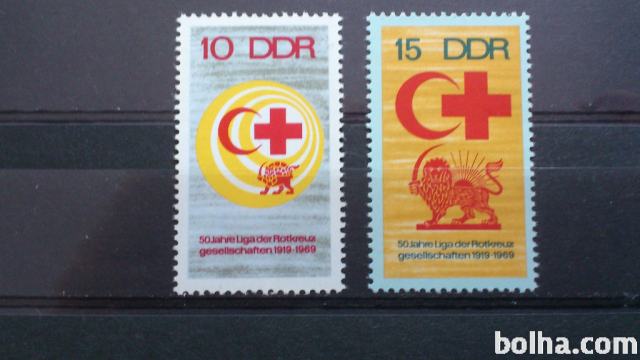 10 DDR
50 Jahre Liga der Rotkreuz
gesellschaften 1919-1969
15 DDR
50 Jahre Liga der Rotkreuz
gesellschaften 1919-1969
bolha.com